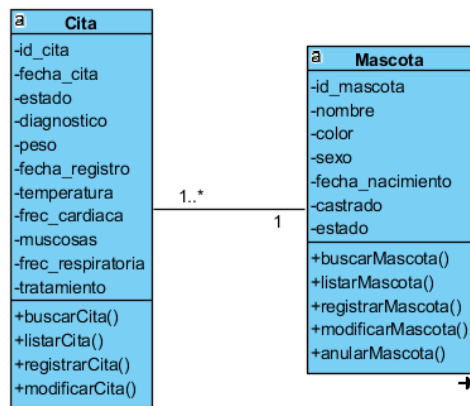 a
Cita
-id_cita
-fecha_cita
-estado
-diagnostico
-peso
-fecha_registro
-temperatura
-frec_cardiaca
-muscosas
-frec_respiratoria
-tratamiento
+buscarCita()
+listarCita()
+registrarCita()
+modificarCita()
1..*
1
a
Mascota
-id_mascota
-nombre
-color
-sexo
-fecha_nacimiento
-castrado
-estado
+buscarMascota()
+listarMascota()
+registrarMascota()
+modificarMascota()
+anularMascota()